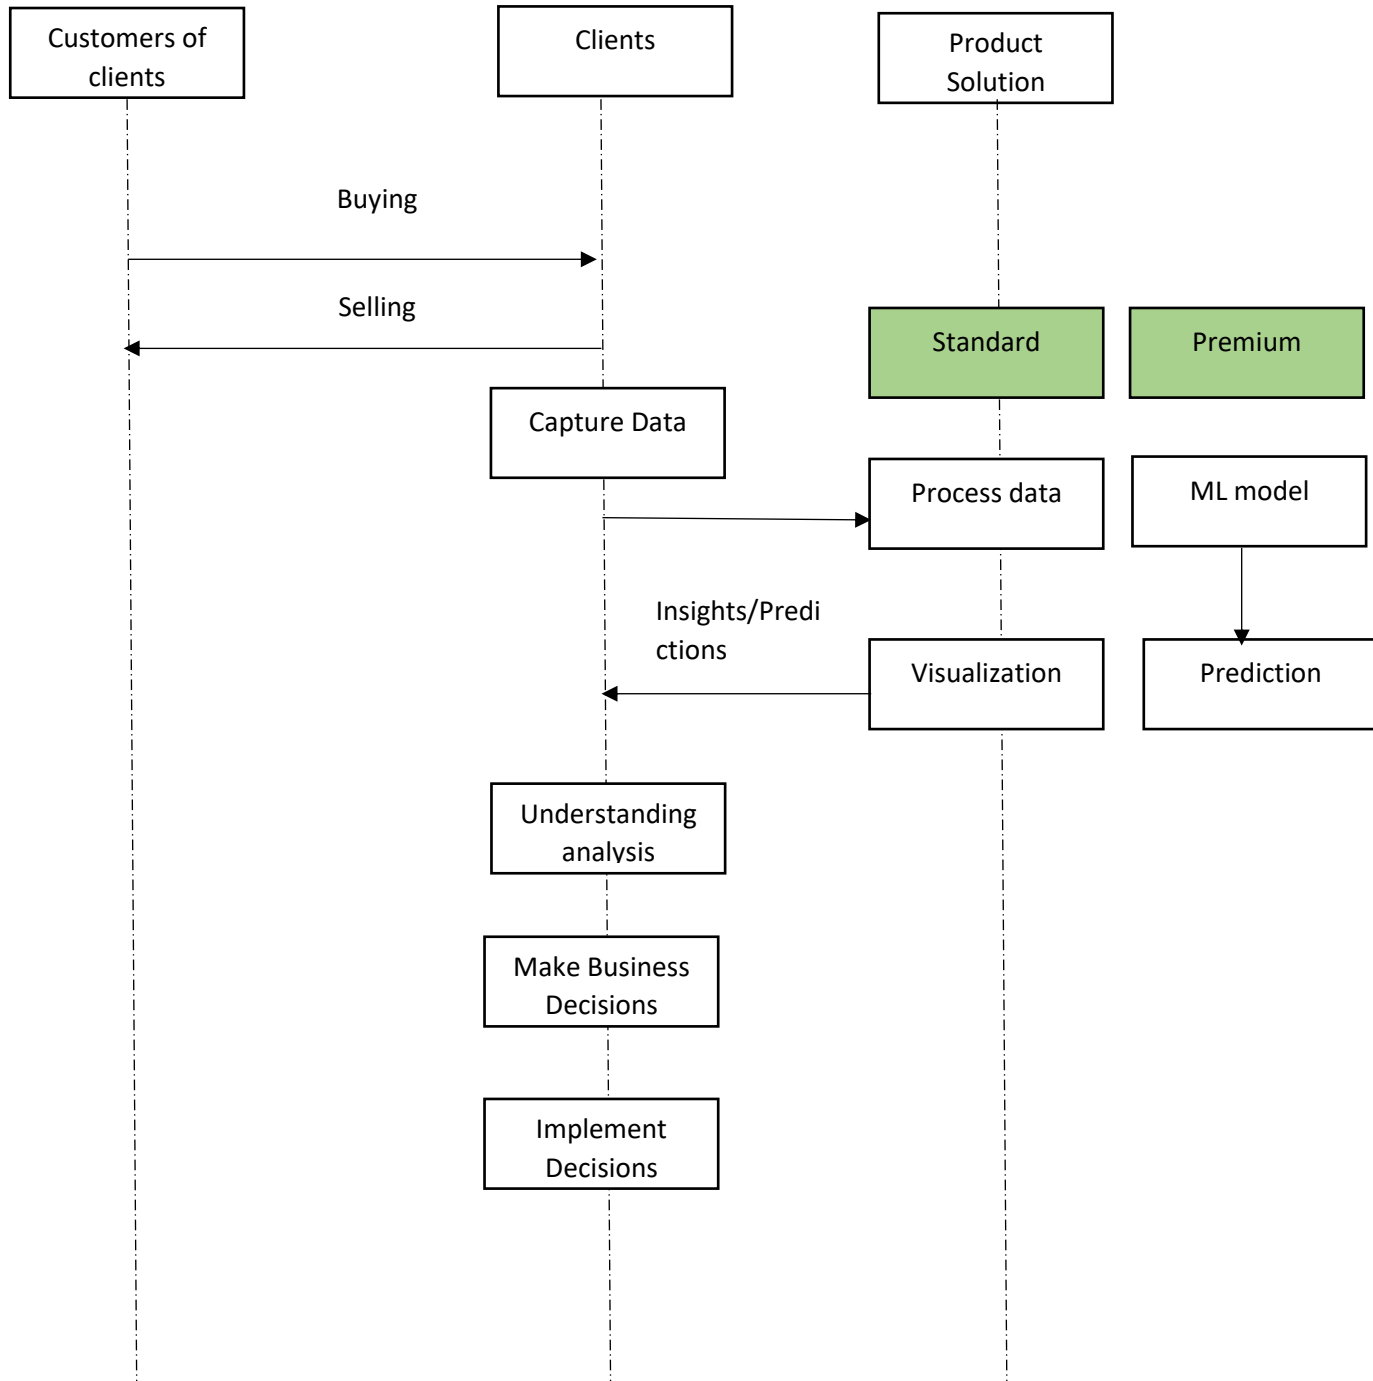 Customers of
clients
Clients
Product
Solution
Buying
Selling
Standard
Premium
Capture Data
Process data
ML model
Insights/Predi
ctions
Visualization
Prediction
Understanding
analysis
Make Business
Decisions
Implement
Decisions